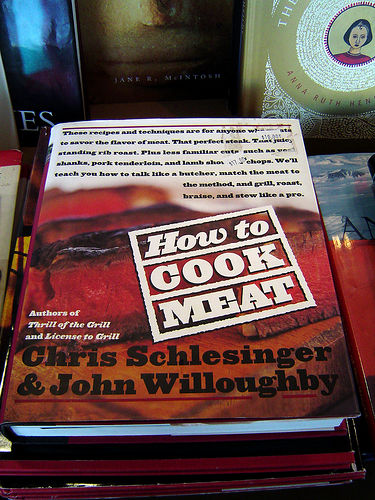 JANE R. McINTOSH
THE
ANNA RUTH HEN
ES
These recipes and techniques are for anyone
to savor the flavor of meat. That perfect steak. That juicy
standing rib roast. Plus less familiar cuts such as
shanks, pork tenderloin, and lamb chops. We'll
teach you how to talk like a butcher, match the meat to
the method, and grill, roast,
braise, and stew like a pro.
How to
COOK
MEAT
Authors of
Thrill of the Grill
and License to Grill
Chris Schlesinger
& John Willoughby